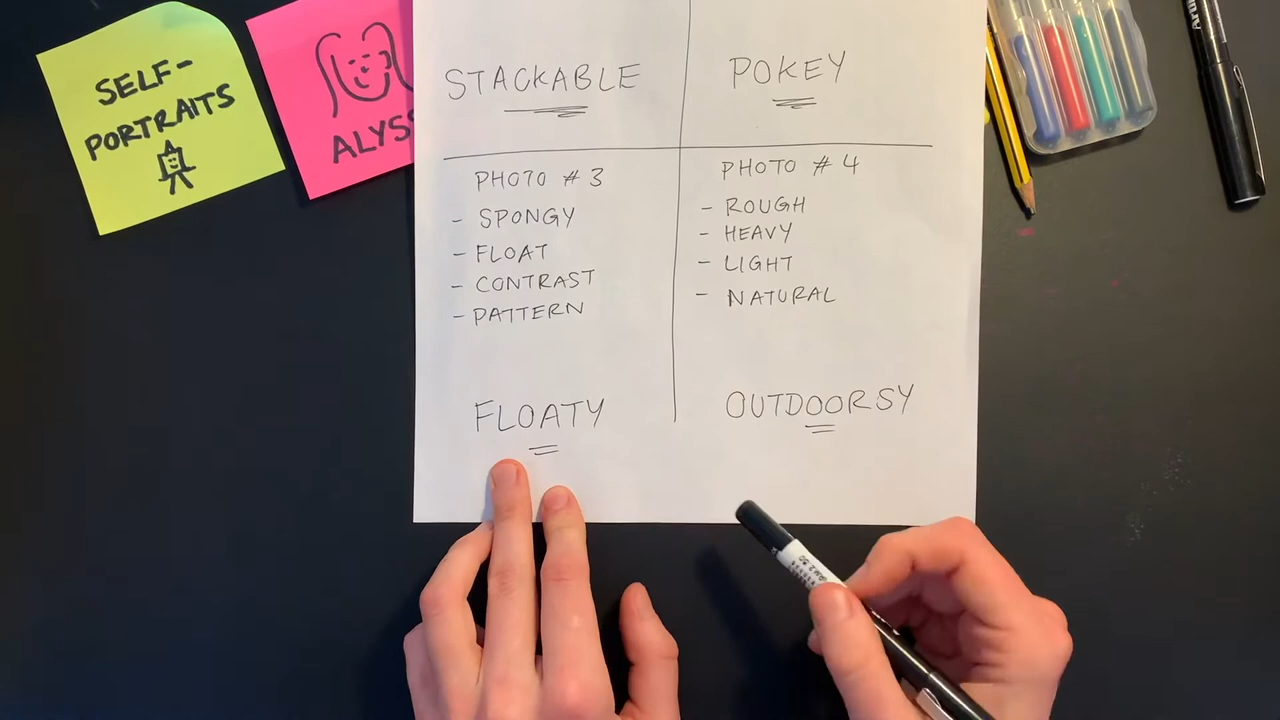 SELF-
PORTRAITS
ALYS
STACKABLE
POKEY
PHOTO # 3
- SPONGY
- FLOAT
- CONTRAST
- PATTERN
FLOATY
PHOTO # 4
- ROUGH
- HEAVY
- LIGHT
- NATURAL
OUTDOORSY